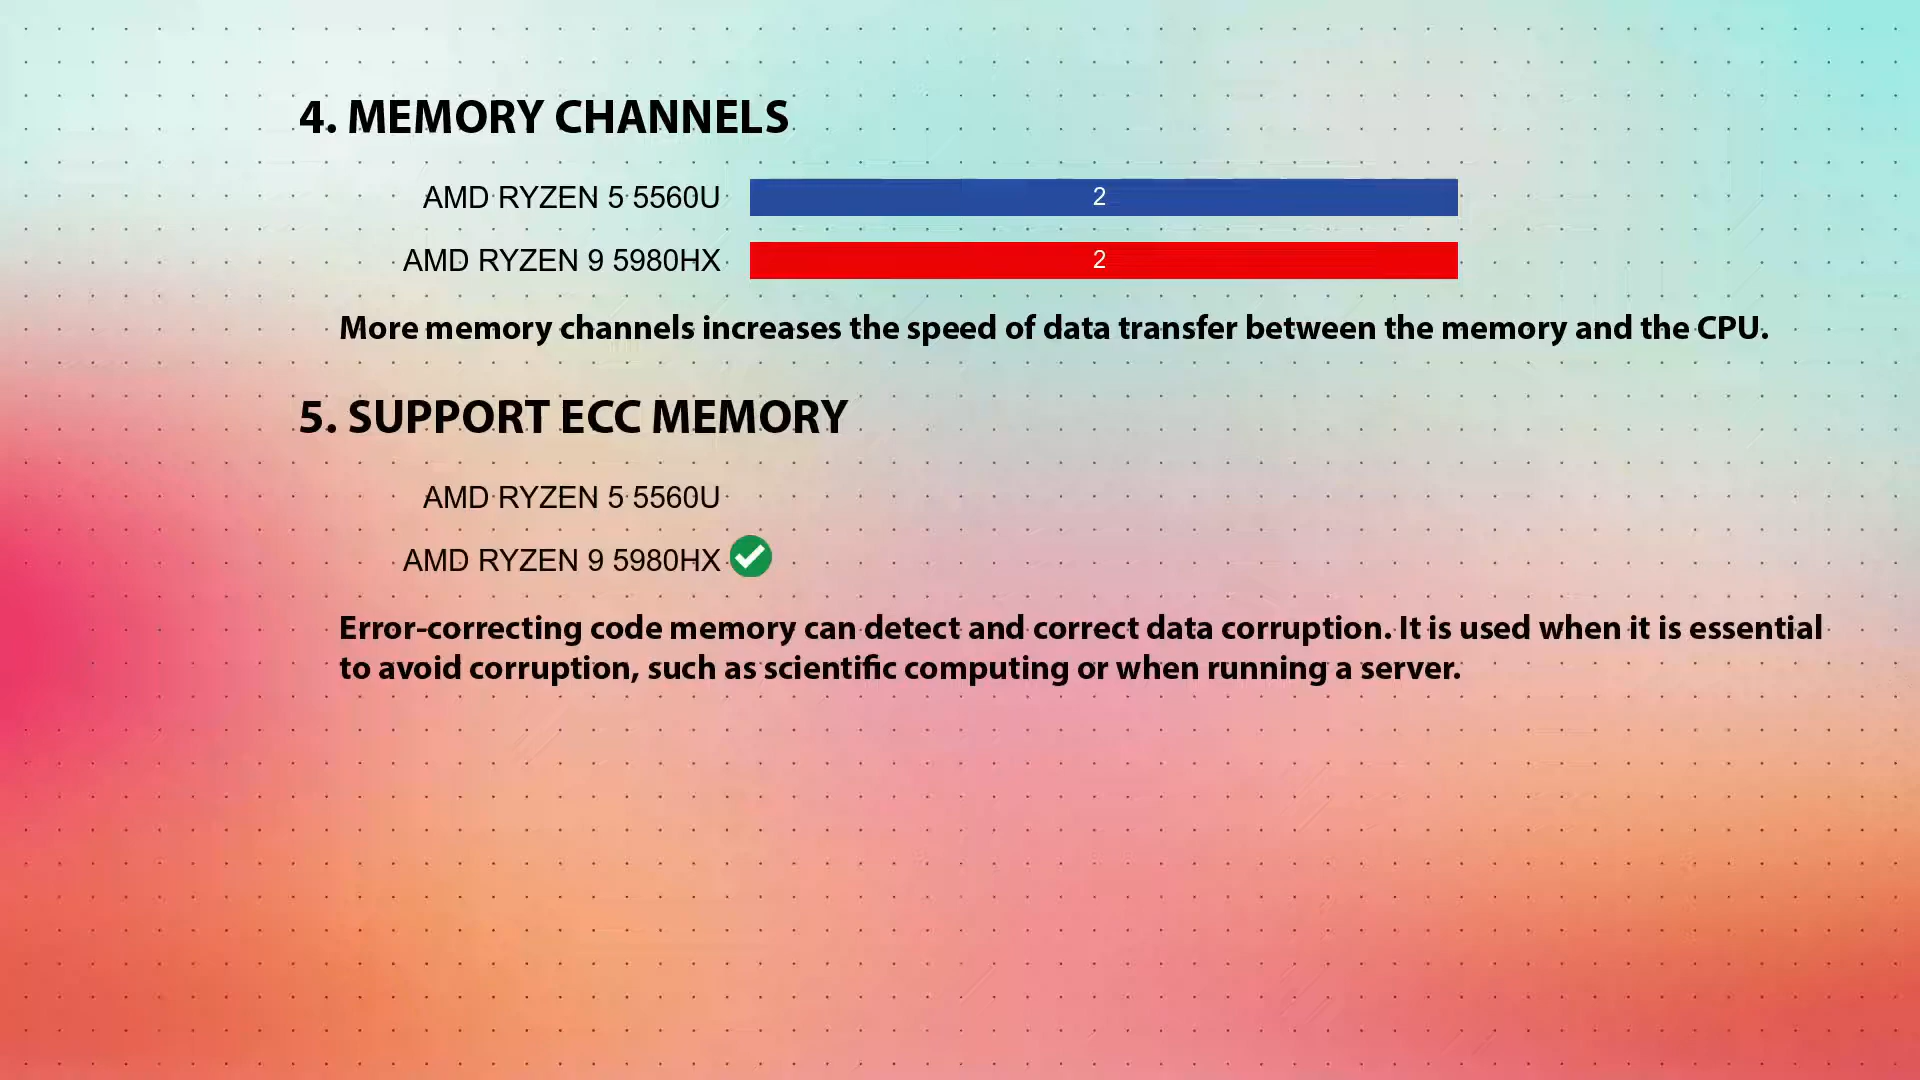 4. MEMORY CHANNELS
AMD RYZEN 5 5560U 2
AMD RYZEN 9 5980HX 2
More memory channels increases the speed of data transfer between the memory and the CPU.
5. SUPPORT ECC MEMORY
AMD RYZEN 5 5560U
AMD RYZEN 9 5980HX
Error-correcting code memory can detect and correct data corruption. It is used when it is essential
to avoid corruption, such as scientific computing or when running a server.